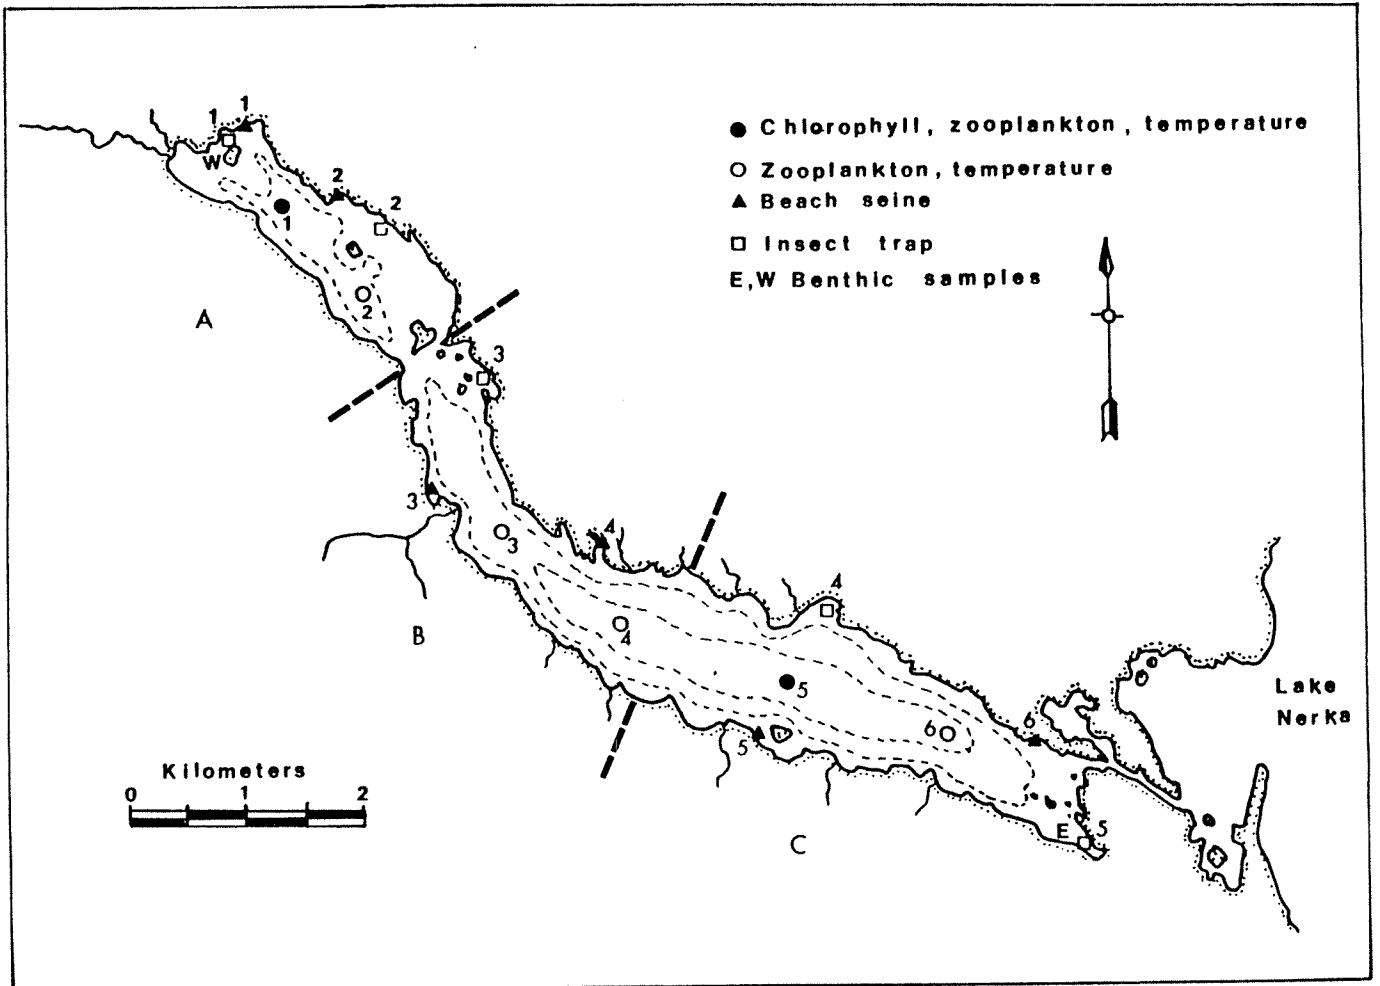 1 1
W
2
2
1
2
A
3
3
3
4
B
4
4
5
6
6
5
C
E 5
Chlorophyll, zooplankton, temperature
Zooplankton, temperature
Beach seine
Insect trap
E,W Benthic samples
Lake
Nerka
Kilometers
0 1 2